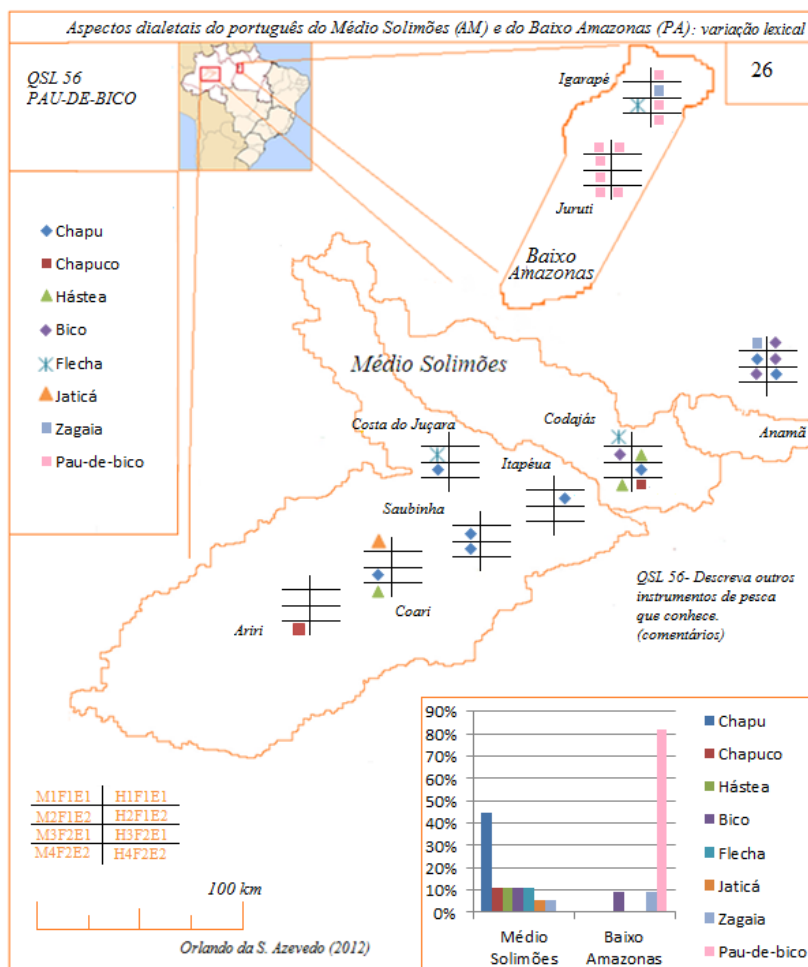 Aspectos dialetais do português do Médio Solimões (AM) e do Baixo Amazonas (PA): variação lexical
QSL 56
PAU-DE-BICO
26
Igarapé
Juruti
Baixo
Amazonas
Chapu
Chapuco
Hástea
Bico
Flecha
Jaticá
Zagaia
Pau-de-bico
Médio Solimões
Costa do Juçara
Codajás
Anamã
Itapéua
Saubinha
Coari
Ariri
QSL 56- Descreva outros
instrumentos de pesca
que conhece.
(comentários)
M1F1E1 H1F1E1
M2F1E2 H2F1E2
M3F2E1 H3F2E1
M4F2E2 H4F2E2
100 km
Orlando da S. Azevedo (2012)
90%
80%
70%
60%
50%
40%
30%
20%
10%
0%
Médio
Solimões
Baixo
Amazonas
Chapu
Chapuco
Hástea
Bico
Flecha
Jaticá
Zagaia
Pau-de-bico